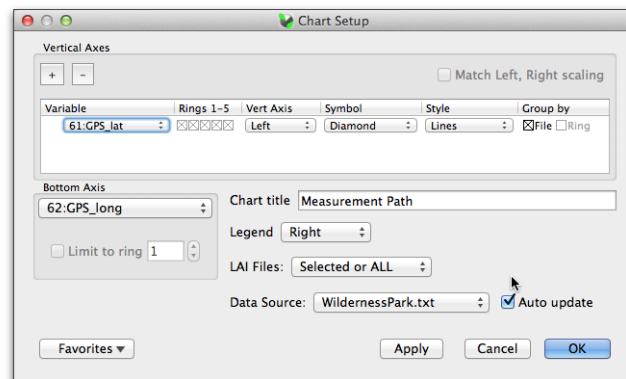 Chart Setup
Vertical Axes
+ -
Match Left, Right scaling
Variable Rings 1-5 Vert Axis Symbol Style Group by
61:GPS_lat Left Diamond Lines File Ring
Bottom Axis
62:GPS_long
Limit to ring 1
Chart title Measurement Path
Legend Right
LAI Files: Selected or ALL
Data Source: WildernessPark.txt Auto update
Favorites ▼ Apply Cancel OK